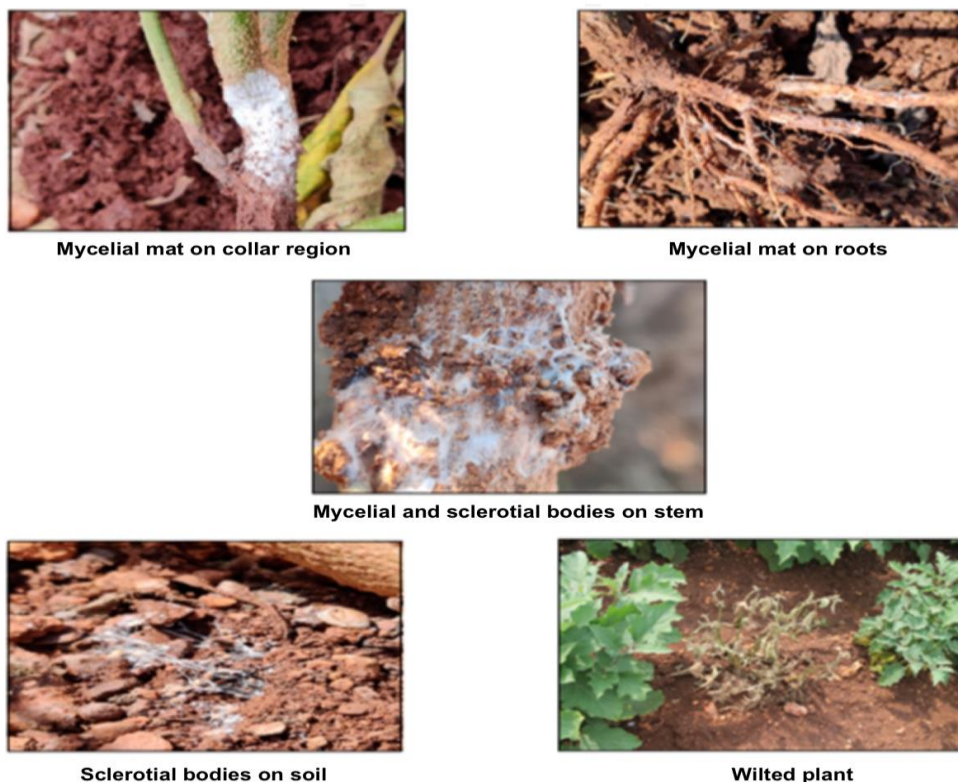 Mycelial mat on collar region
Mycelial mat on roots
Mycelial and sclerotial bodies on stem
Sclerotial bodies on soil
Wilted plant